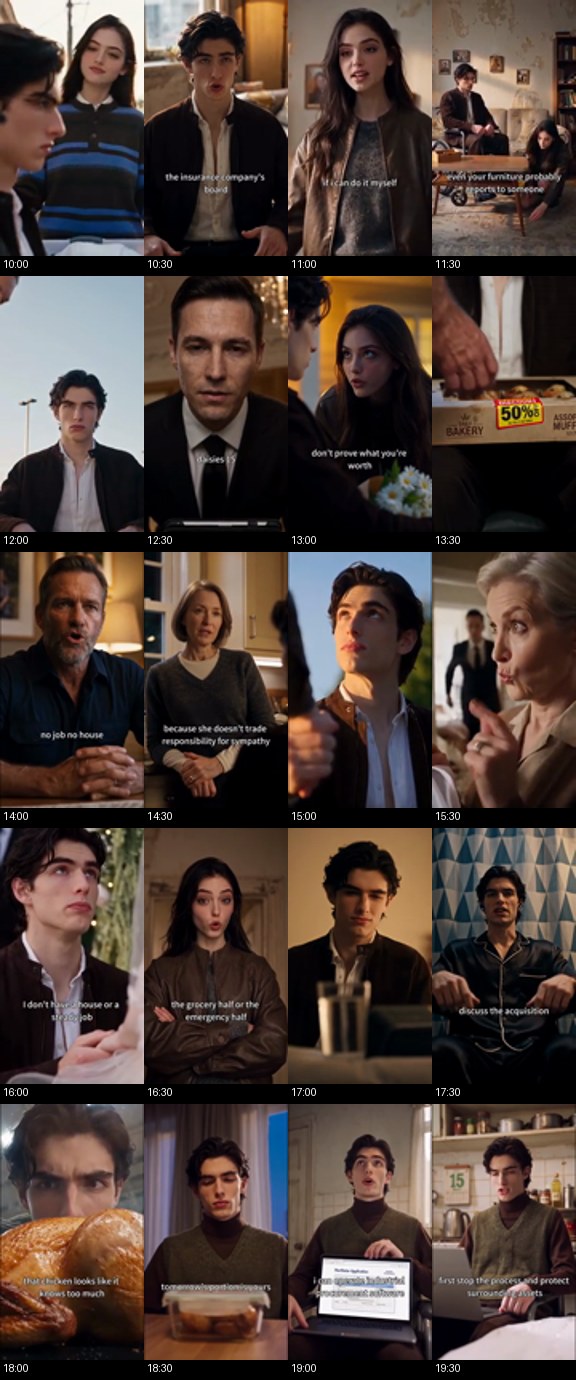 10:00
10:30
11:00
11:30
the insurance company's
board
if i can do it myself
even your furniture probably
reports to someone
12:00
12:30
13:00
13:30
daisies 15
don't prove what you're
worth
50%
BAKERY
14:00
14:30
15:00
15:30
no job no house
because she doesn't trade
responsibility for sympathy
16:00
16:30
17:00
17:30
I don't have a house or a
steady job
the grocery half or the
emergency half
discuss the acquisition
18:00
18:30
19:00
19:30
that chicken looks like it
knows too much
tomorrow's portion is yours
i can operate industrial
procurement software
15
first stop the process and protect
surrounding assets